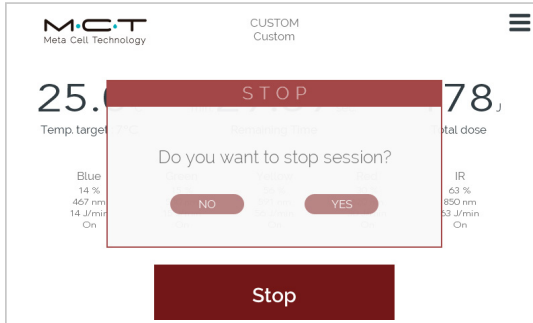 M·C·T
Meta Cell Technology
CUSTOM
Custom
STOP
25.
78 J
Temp. target
Remaining Time
Total dose
Do you want to stop session?
Blue
IR
14 %
63 %
467 nm
850 nm
14 J/min
63 J/min
On
On
NO
YES
Stop